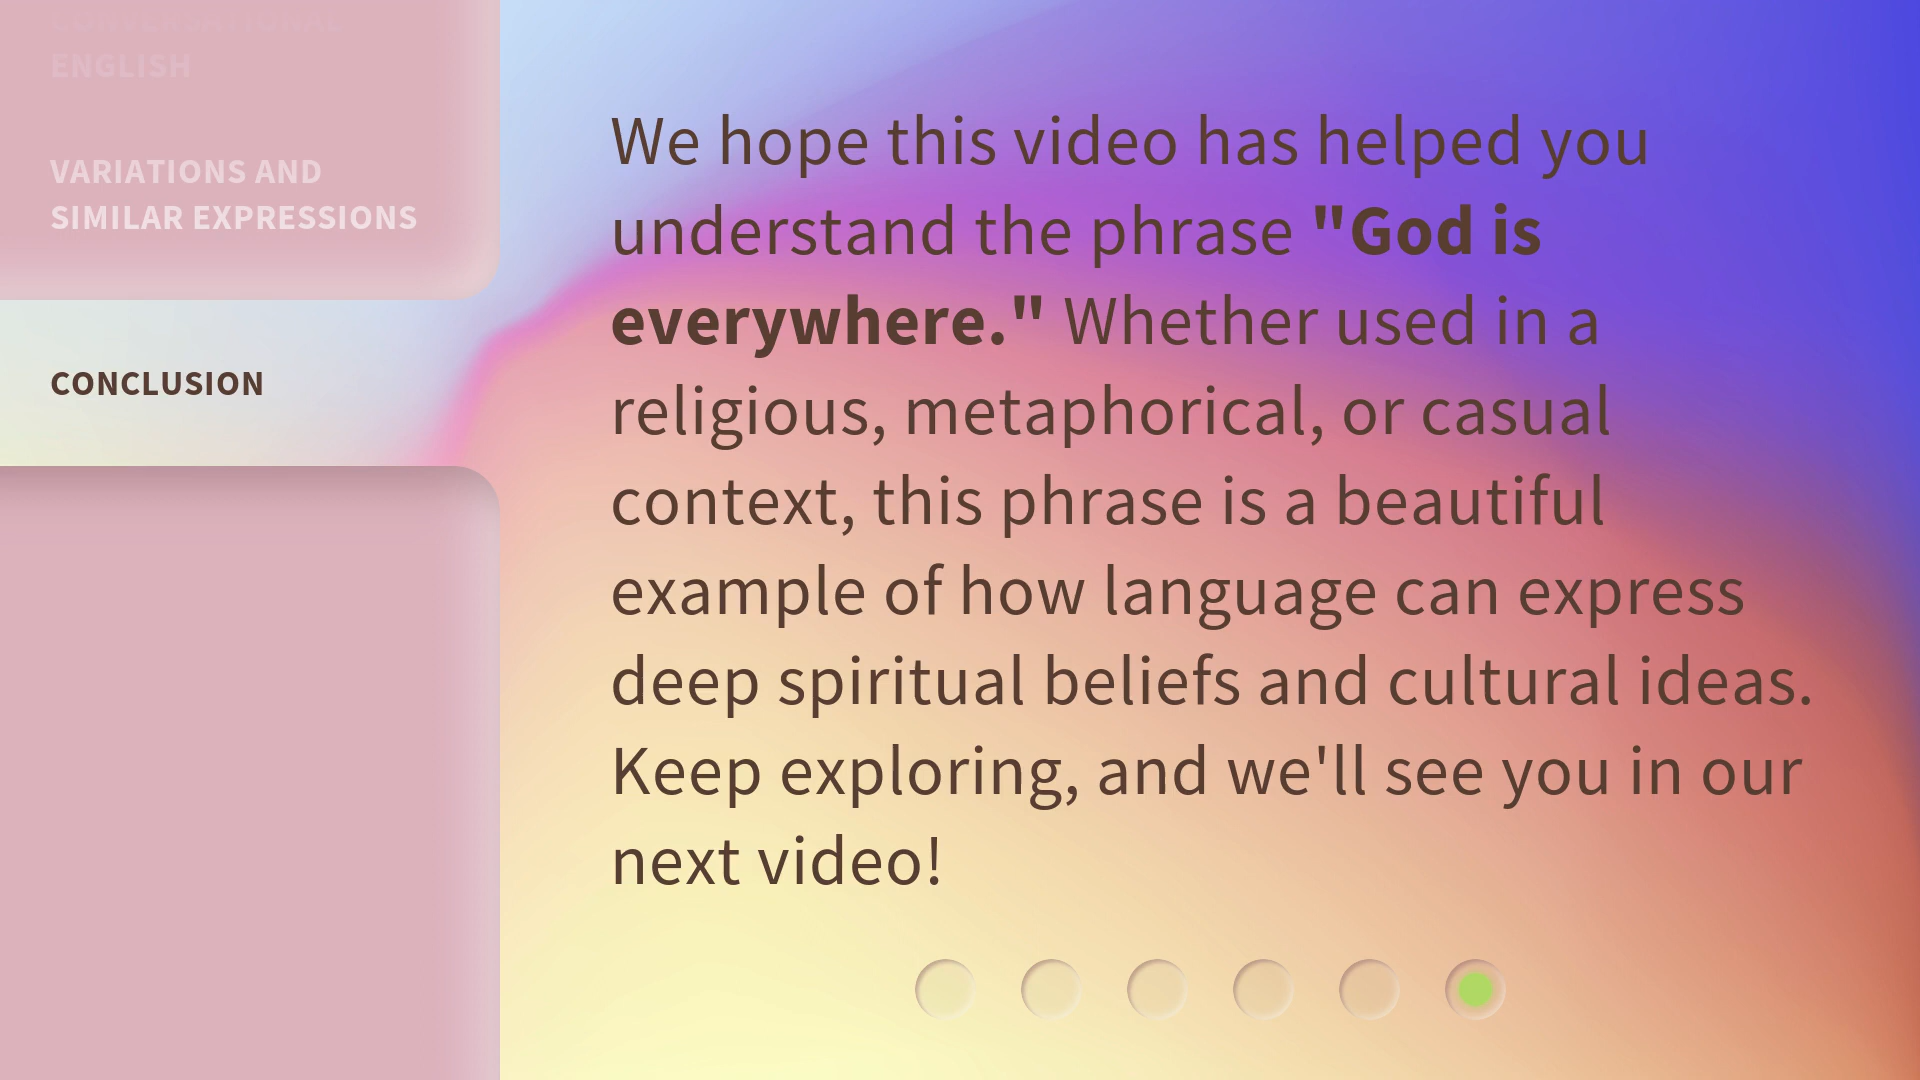 CONVERSATIONAL
ENGLISH
VARIATIONS AND
SIMILAR EXPRESSIONS
CONCLUSION
We hope this video has helped you
understand the phrase "God is
everywhere." Whether used in a
religious, metaphorical, or casual
context, this phrase is a beautiful
example of how language can express
deep spiritual beliefs and cultural ideas.
Keep exploring, and we'll see you in our
next video!